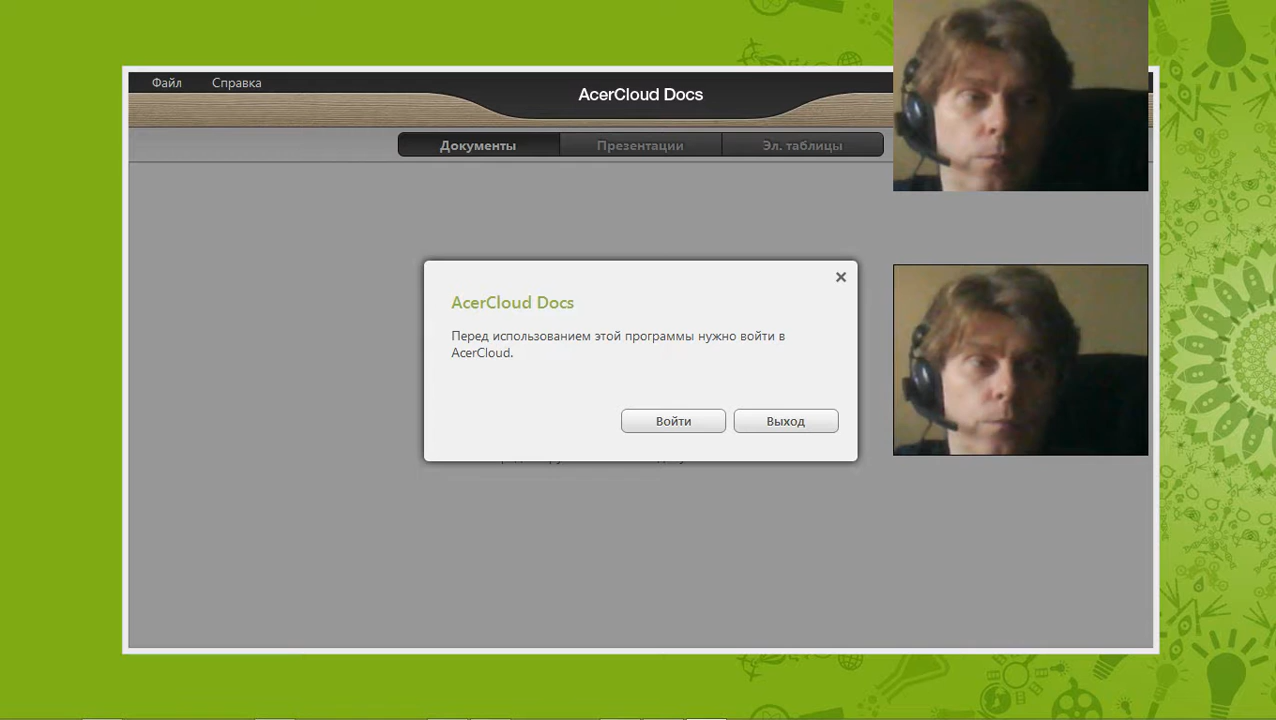 Файл Справка
AcerCloud Docs
Документы Презентации Эл. таблицы
AcerCloud Docs
Перед использованием этой программы нужно войти в
AcerCloud.
Войти Выход